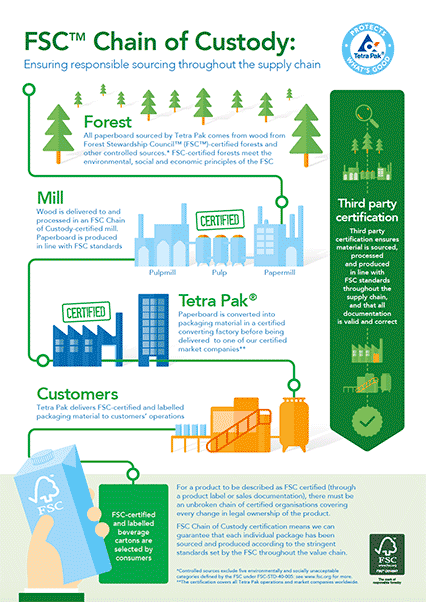 FSC™ Chain of Custody:
Ensuring responsible sourcing throughout the supply chain
PROTECTS
Tetra Pak®
WHAT'S GOOD
Forest
All paperboard sourced by Tetra Pak comes from wood from
Forest Stewardship Council™ (FSC™)-certified forests and
other controlled sources.* FSC-certified forests meet the
environmental, social and economic principles of the FSC
Mill
Wood is delivered to and
processed in an FSC Chain
of Custody-certified mill.
Paperboard is produced
in line with FSC standards
CERTIFIED
Pulpmill
Pulp
Papermill
Third party
certification
Third party
certification ensures
material is sourced,
processed
and produced
in line with
FSC standards
throughout the
supply chain,
and that all
documentation
is valid and correct
CERTIFIED
Tetra Pak®
Paperboard is converted into
packaging material in a certified
converting factory before being
delivered to one of our certified
market companies**
Customers
Tetra Pak delivers FSC-certified and labelled
packaging material to customers' operations
FSC
FSC-certified
and labelled
beverage
cartons are
selected by
consumers
For a product to be described as FSC certified (through
a product label or sales documentation), there must be
an unbroken chain of certified organisations covering
every change in legal ownership of the product.
FSC Chain of Custody certification means we can
guarantee that each individual package has been
sourced and produced according to the stringent
standards set by the FSC throughout the value chain.
*Controlled sources exclude five environmentally and socially unacceptable
categories defined by the FSC under FSC-STD-40-005: see www.fsc.org for more.
**The certification covers all Tetra Pak operations and market companies worldwide.
FSC
The mark of
responsible forestry